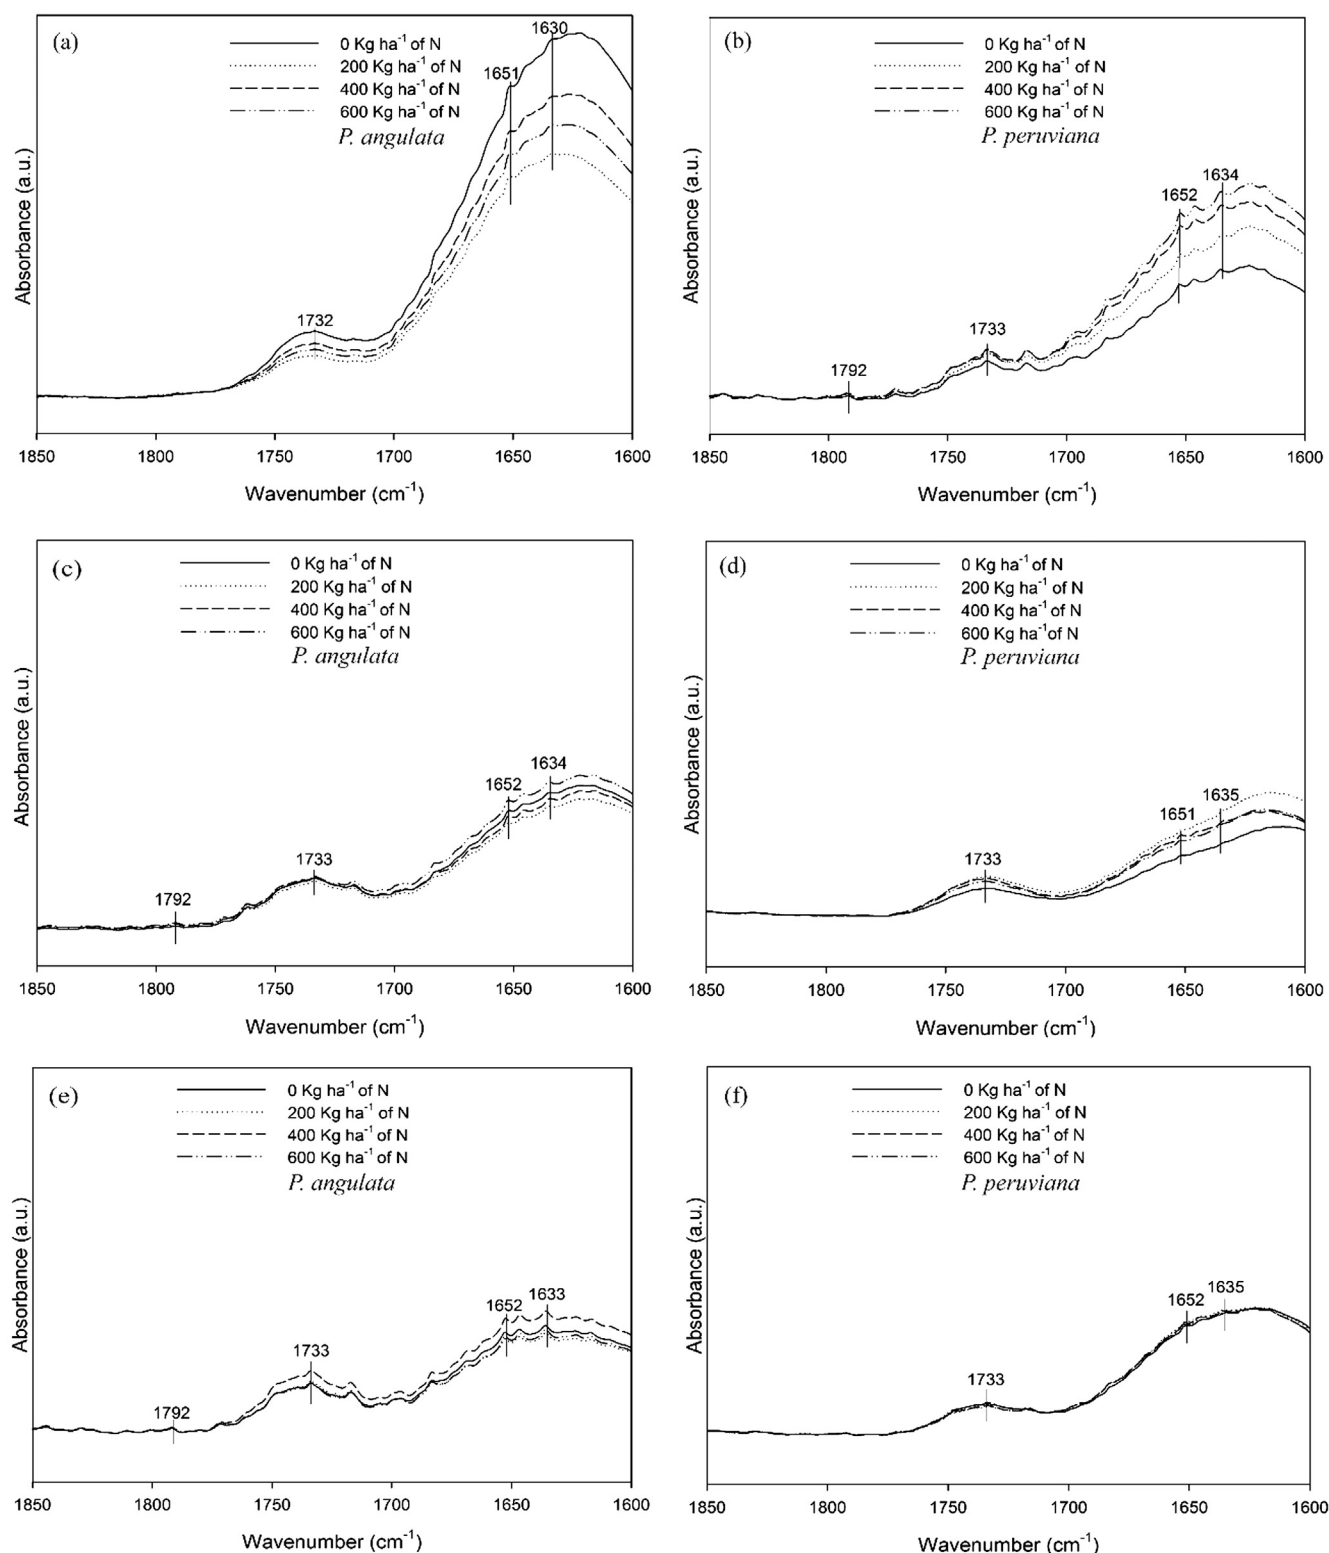 (a)
0 Kg ha⁻¹ of N
200 Kg ha⁻¹ of N
400 Kg ha⁻¹ of N
600 Kg ha⁻¹ of N
P. angulata
1630
1651
1732
Absorbance (a.u.)
1850 1800 1750 1700 1650 1600
Wavenumber (cm⁻¹)
(b)
0 Kg ha⁻¹ of N
200 Kg ha⁻¹ of N
400 Kg ha⁻¹ of N
600 Kg ha⁻¹ of N
P. peruviana
1634
1652
1733
1792
Absorbance (a.u.)
1850 1800 1750 1700 1650 1600
Wavenumber (cm⁻¹)
(c)
0 Kg ha⁻¹ of N
200 Kg ha⁻¹ of N
400 Kg ha⁻¹ of N
600 Kg ha⁻¹ of N
P. angulata
1634
1652
1733
1792
Absorbance (a.u.)
1850 1800 1750 1700 1650 1600
Wavenumber (cm⁻¹)
(d)
0 Kg ha⁻¹ of N
200 Kg ha⁻¹ of N
400 Kg ha⁻¹ of N
600 Kg ha⁻¹of N
P. peruviana
1635
1651
1733
Absorbance (a.u.)
1850 1800 1750 1700 1650 1600
Wavenumber (cm⁻¹)
(e)
0 Kg ha⁻¹ of N
200 Kg ha⁻¹ of N
400 Kg ha⁻¹ of N
600 Kg ha⁻¹ of N
P. angulata
1633
1652
1733
1792
Absorbance (a.u.)
1850 1800 1750 1700 1650 1600
Wavenumber (cm⁻¹)
(f)
0 Kg ha⁻¹ of N
200 Kg ha⁻¹ of N
400 Kg ha⁻¹ of N
600 Kg ha⁻¹ of N
P. peruviana
1635
1652
1733
Absorbance (a.u.)
1850 1800 1750 1700 1650 1600
Wavenumber (cm⁻¹)